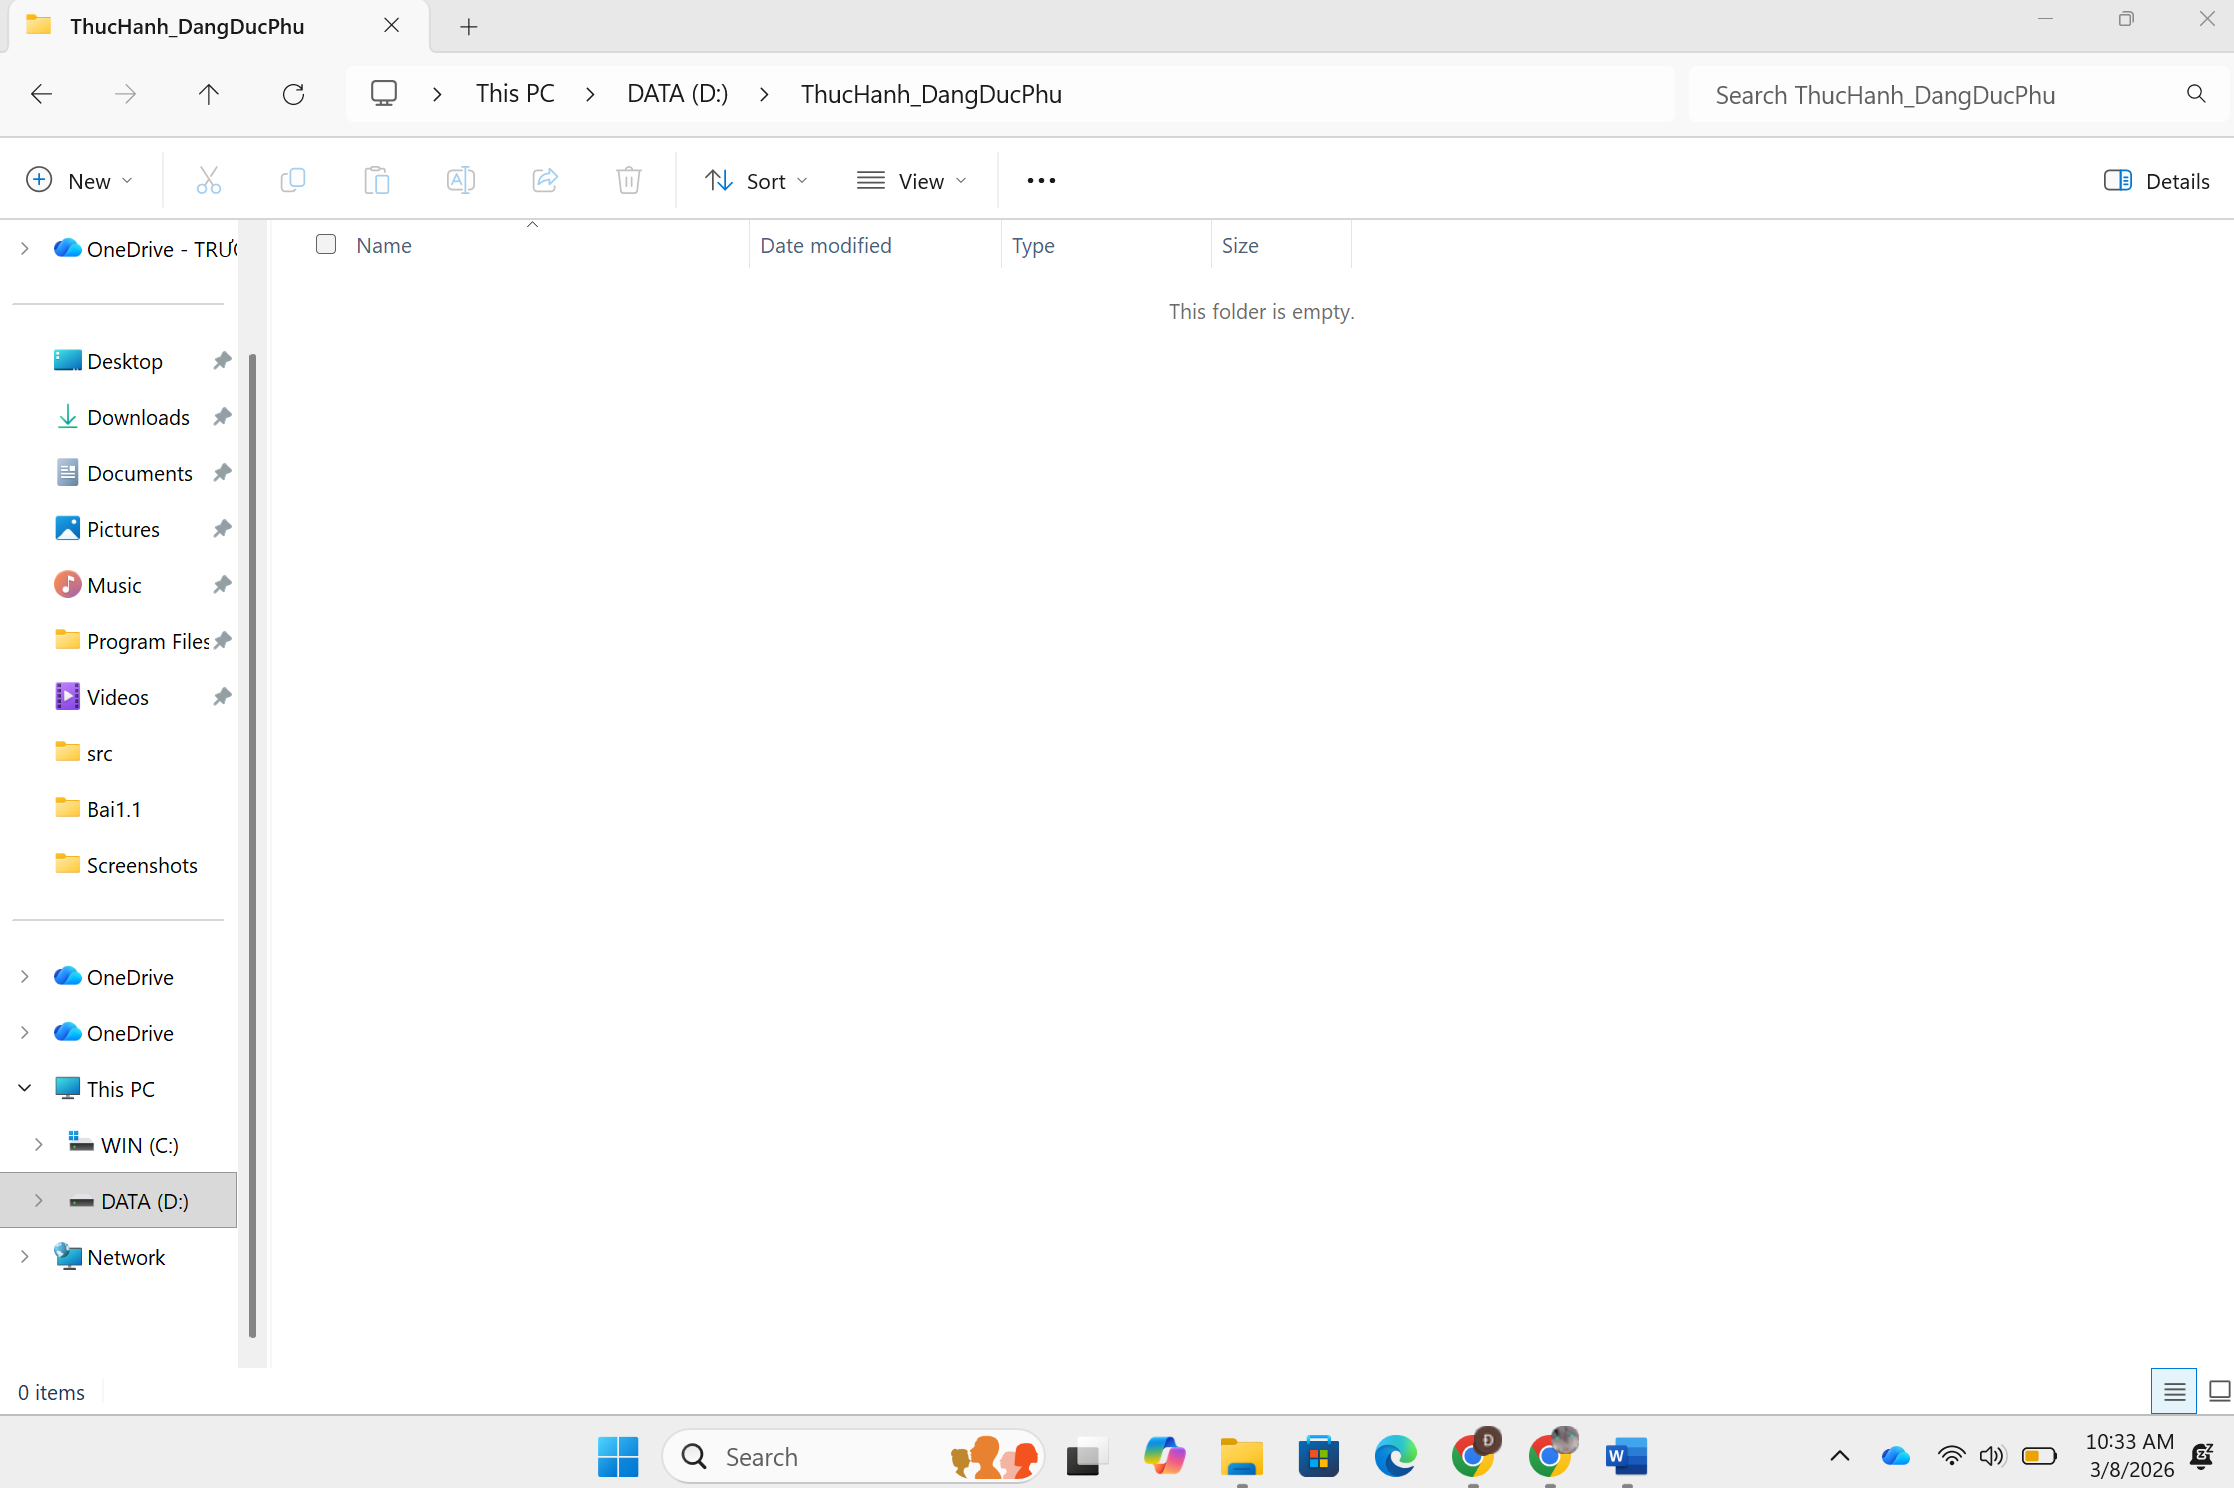 ThucHanh_DangDucPhu
This PC > DATA (D:) > ThucHanh_DangDucPhu
Search ThucHanh_DangDucPhu
New
Sort
View
Details
Name Date modified Type Size
This folder is empty.
OneDrive - TRƯ
Desktop
Downloads
Documents
Pictures
Music
Program Files
Videos
src
Bai1.1
Screenshots
OneDrive
OneDrive
This PC
WIN (C:)
DATA (D:)
Network
0 items
Search
Đ
W
10:33 AM
3/8/2026